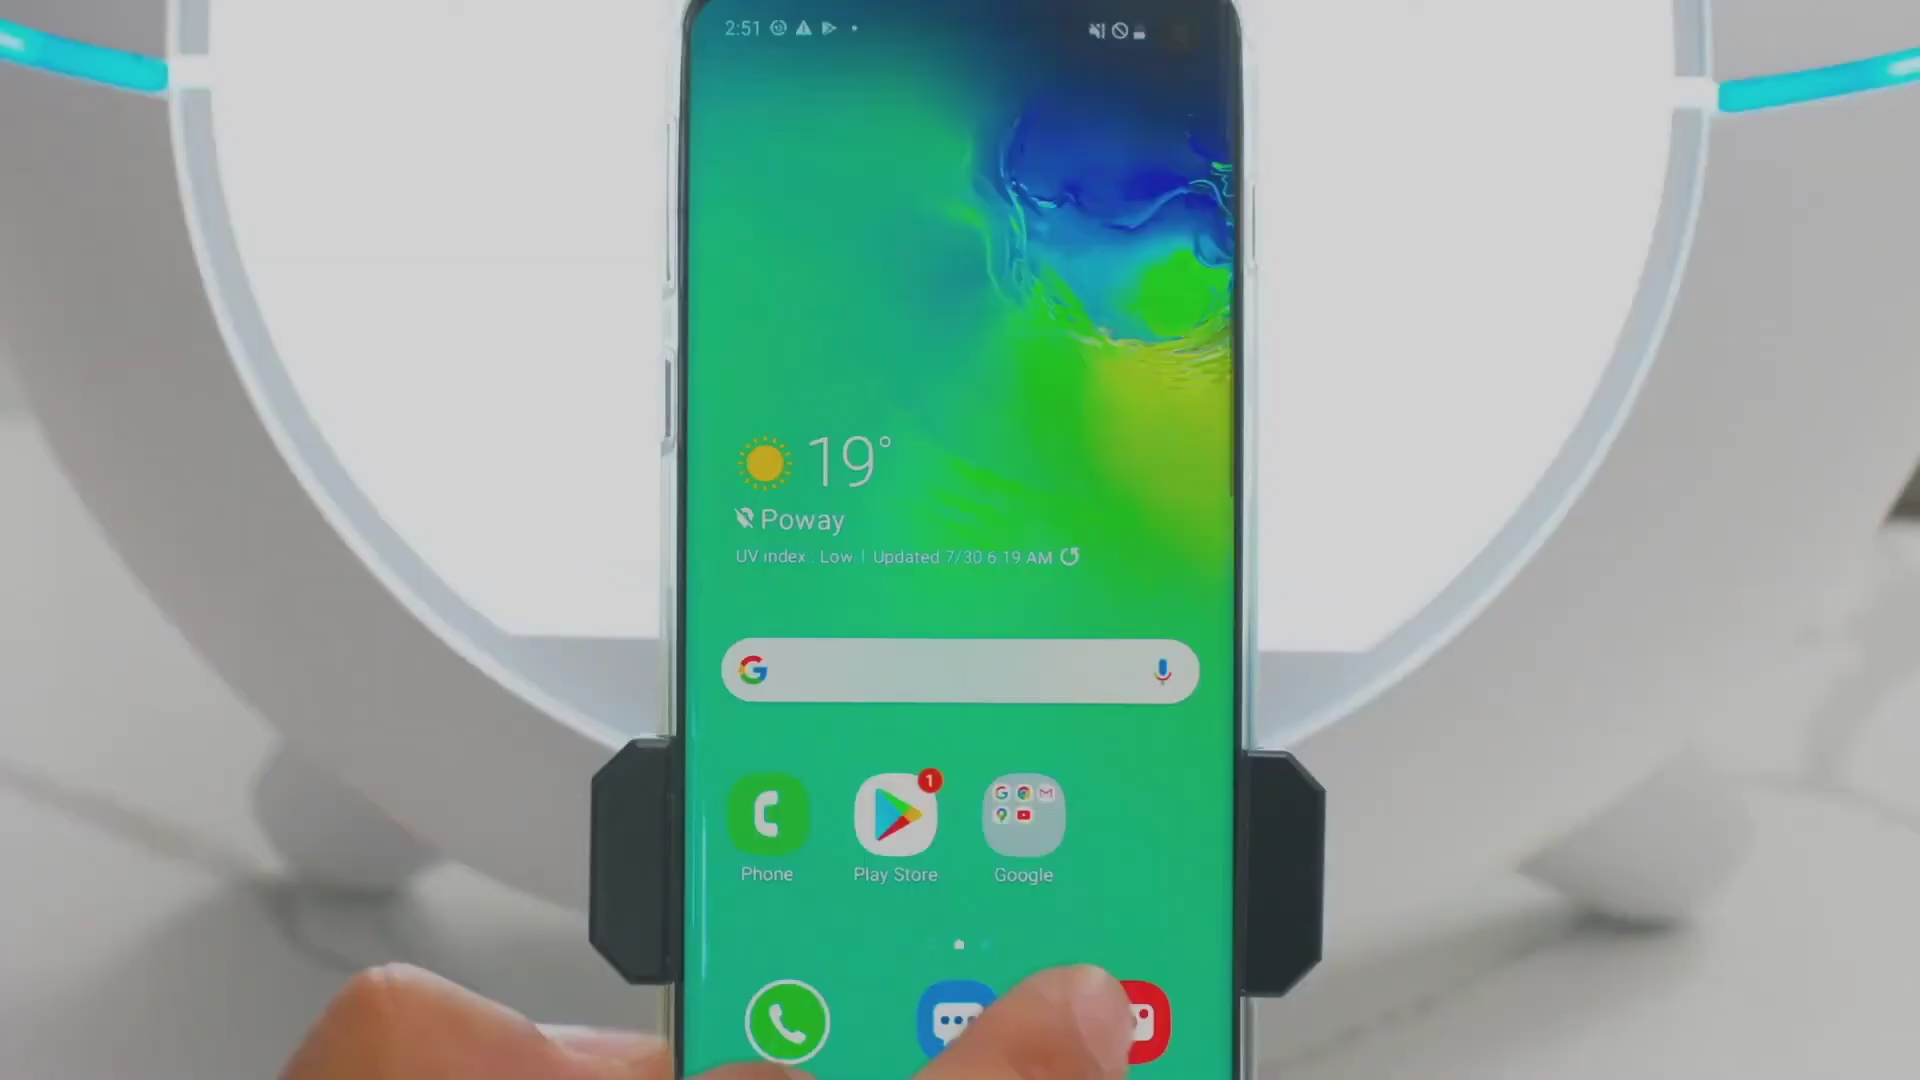 2:51
19°
Poway
UV index . Low | Updated 7/30 6:19 AM
G
1
Phone
Play Store
Google